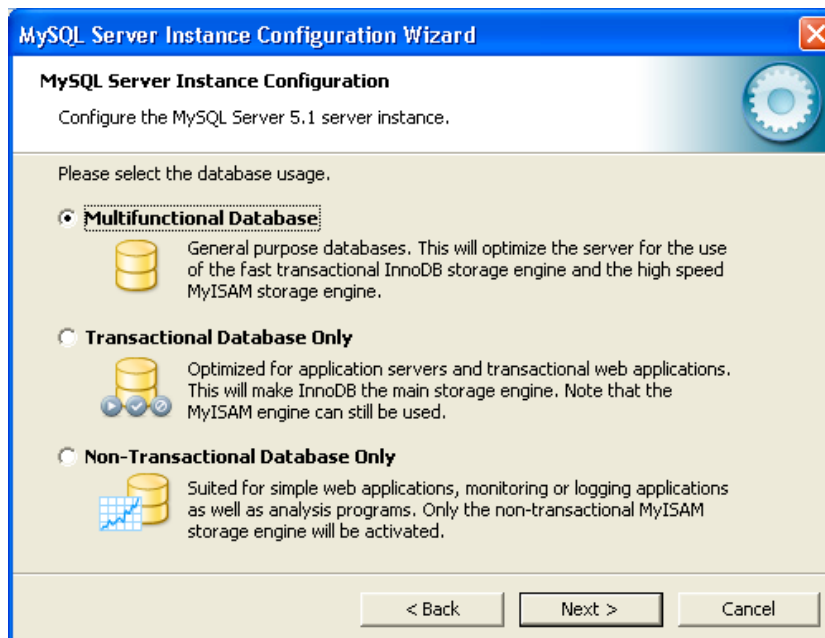 MySQL Server Instance Configuration Wizard
MySQL Server Instance Configuration
Configure the MySQL Server 5.1 server instance.
Please select the database usage.
Multifunctional Database
General purpose databases. This will optimize the server for the use
of the fast transactional InnoDB storage engine and the high speed
MyISAM storage engine.
Transactional Database Only
Optimized for application servers and transactional web applications.
This will make InnoDB the main storage engine. Note that the
MyISAM engine can still be used.
Non-Transactional Database Only
Suited for simple web applications, monitoring or logging applications
as well as analysis programs. Only the non-transactional MyISAM
storage engine will be activated.
< Back
Next >
Cancel